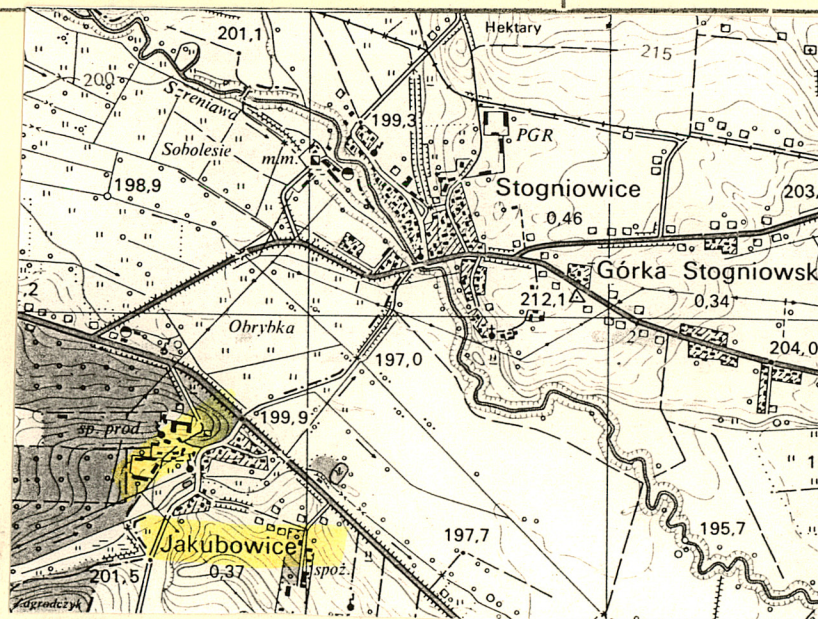 Hektary
201,1
215
200
S-reniawa
199,3
PGR
Sobolesie
m.m.
Stogniowice
198,9
0,46
203,
Górka Stogniowsk
212,1
0,34
2
Obrybka
2
197,0
204,0
199,9
sp. prod.
1
197,7
195,7
Jakubowice
F
201,5
0,37
spoż.